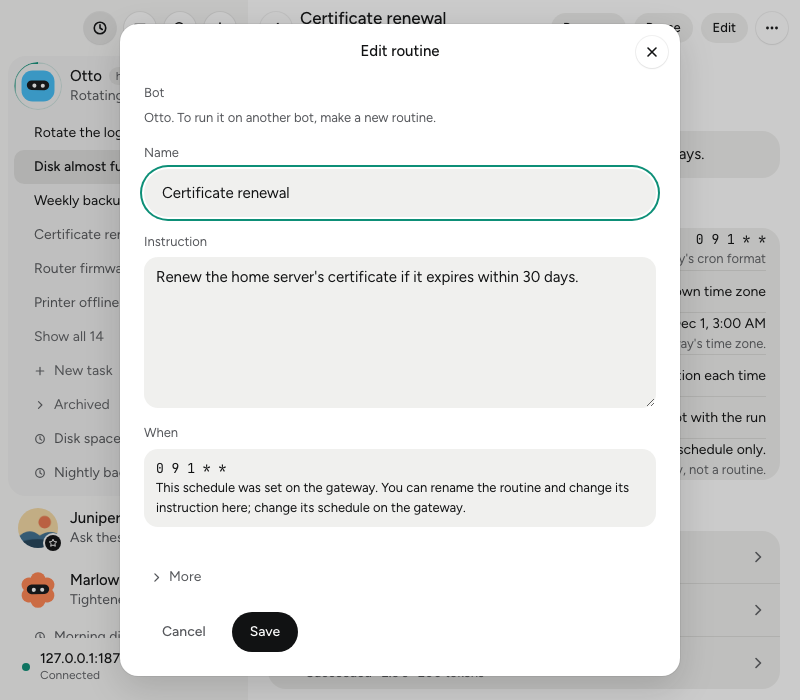 Certificate renewal
Edit
Edit routine
Otto
Rotating
Rotate the log
Disk almost fu
Weekly backu
Certificate ren
Router firmwa
Printer offline
Show all 14
New task
Archived
Disk space
Nightly ba
Juniper
Ask thes
Marlow
Tightene
Morning di
127.0.0.1:187
Connected
Bot
Otto. To run it on another bot, make a new routine.
Name
Certificate renewal
Instruction
Renew the home server's certificate if it expires within 30 days.
When
0 9 1 * *
This schedule was set on the gateway. You can rename the routine and change its
instruction here; change its schedule on the gateway.
More
Cancel
Save
ays.
0 9 1 * *
y's cron format
own time zone
ec 1, 3:00 AM
ay's time zone.
ion each time
t with the run
schedule only.
y, not a routine.